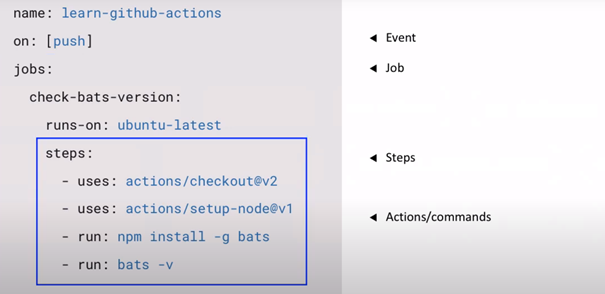 name: learn-github-actions
on: [push]
◄ Event
jobs:
◄ Job
check-bats-version:
runs-on: ubuntu-latest
steps:
◄ Steps
- uses: actions/checkout@v2
- uses: actions/setup-node@v1
◄ Actions/commands
- run: npm install -g bats
- run: bats -v